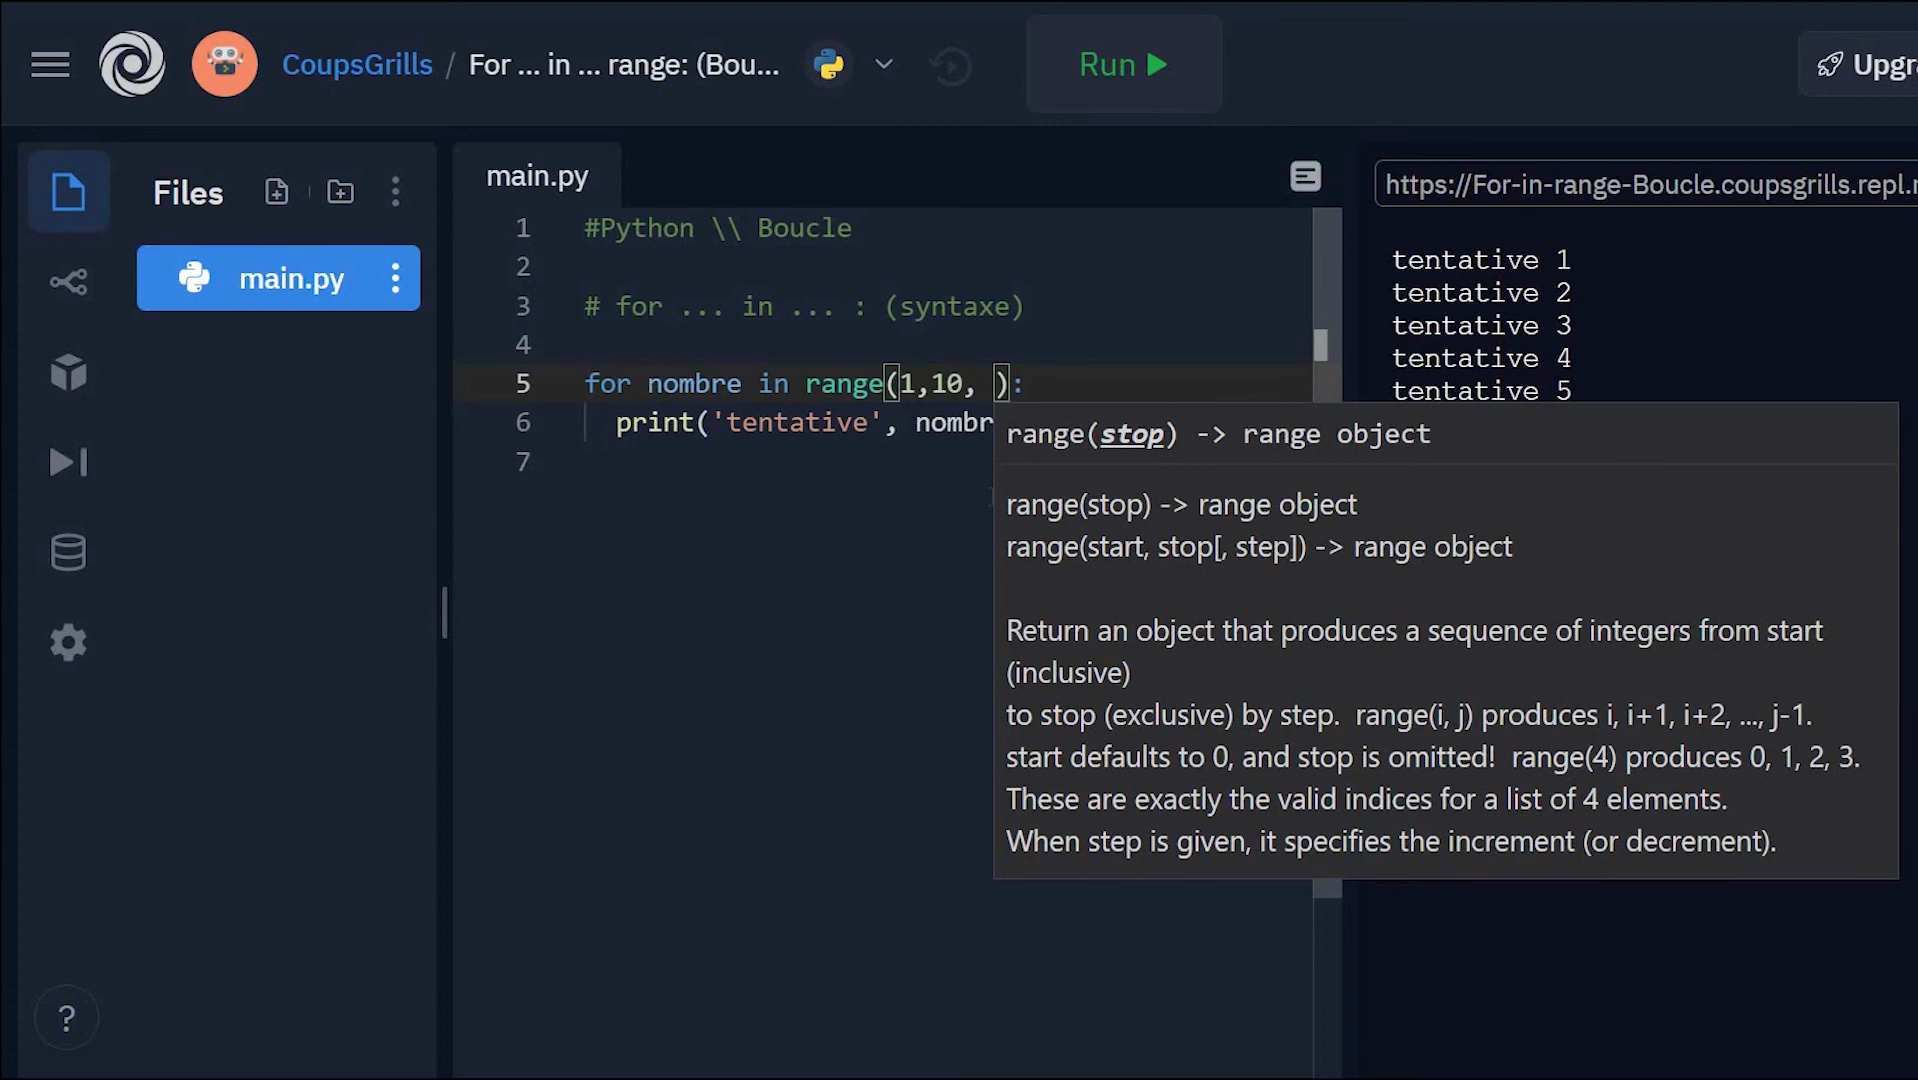 CoupsGrills / For ... in ... range: (Bou...
Run
Upgr
Files
main.py
main.py
https://For-in-range-Boucle.coupsgrills.repl.r
1 #Python \\ Boucle
2
3 # for ... in ... : (syntaxe)
4
5 for nombre in range(1,10, ):
6 print('tentative', nombr
7
tentative 1
tentative 2
tentative 3
tentative 4
tentative 5
range(stop) -> range object
range(stop) -> range object
range(start, stop[, step]) -> range object
Return an object that produces a sequence of integers from start
(inclusive)
to stop (exclusive) by step.  range(i, j) produces i, i+1, i+2, ..., j-1.
start defaults to 0, and stop is omitted!  range(4) produces 0, 1, 2, 3.
These are exactly the valid indices for a list of 4 elements.
When step is given, it specifies the increment (or decrement).
?